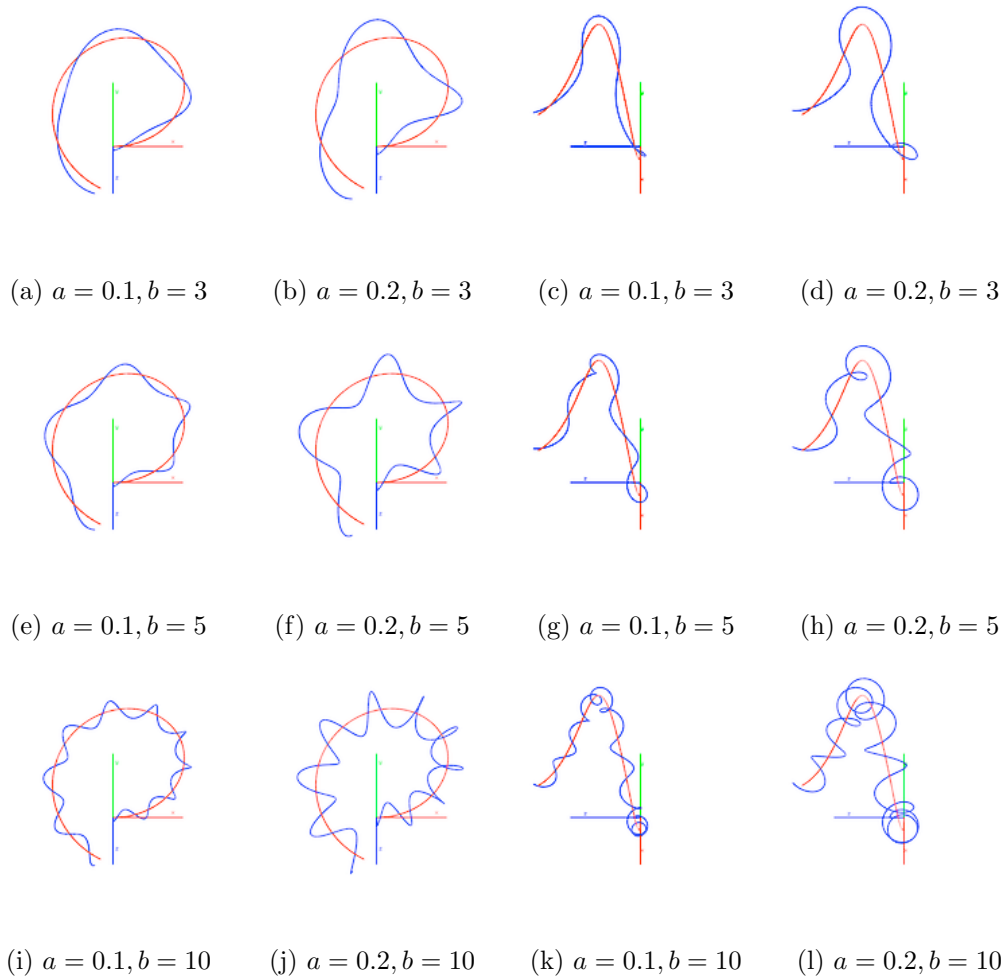 (a) a = 0.1, b = 3 (b) a = 0.2, b = 3 (c) a = 0.1, b = 3 (d) a = 0.2, b = 3
(e) a = 0.1, b = 5 (f) a = 0.2, b = 5 (g) a = 0.1, b = 5 (h) a = 0.2, b = 5
(i) a = 0.1, b = 10 (j) a = 0.2, b = 10 (k) a = 0.1, b = 10 (l) a = 0.2, b = 10